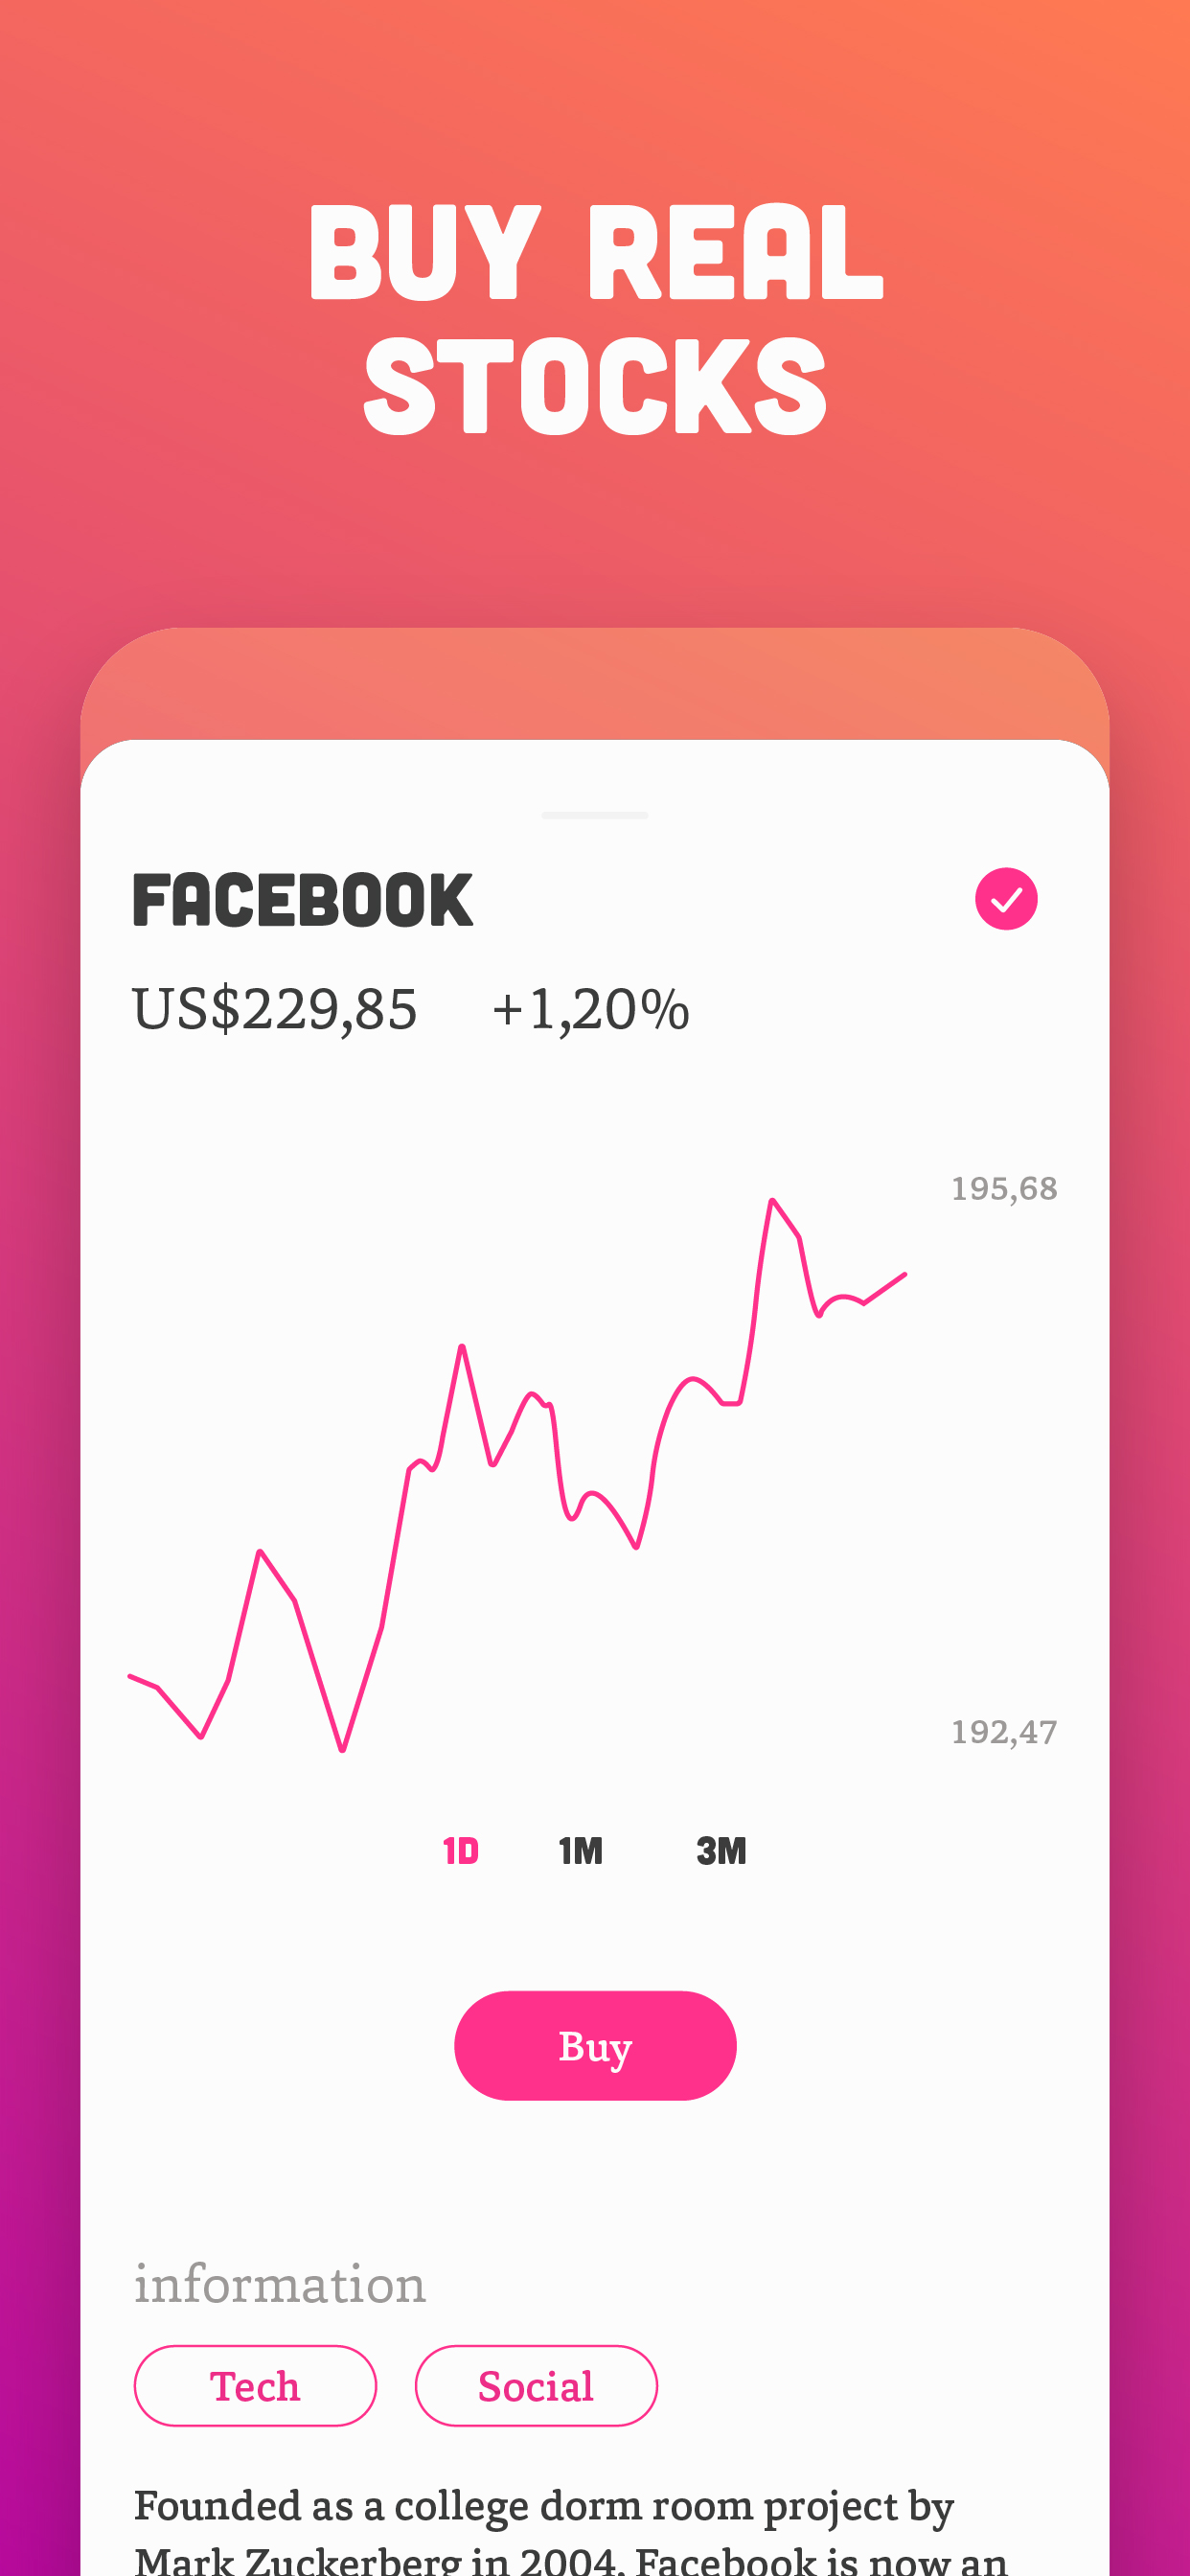 BUY REAL
STOCKS
FACEBOOK
US$229,85 +1,20%
195,68
192,47
1D 1M 3M
Buy
information
Tech Social
Founded as a college dorm room project by
Mark Zuckerberg in 2004, Facebook is now an